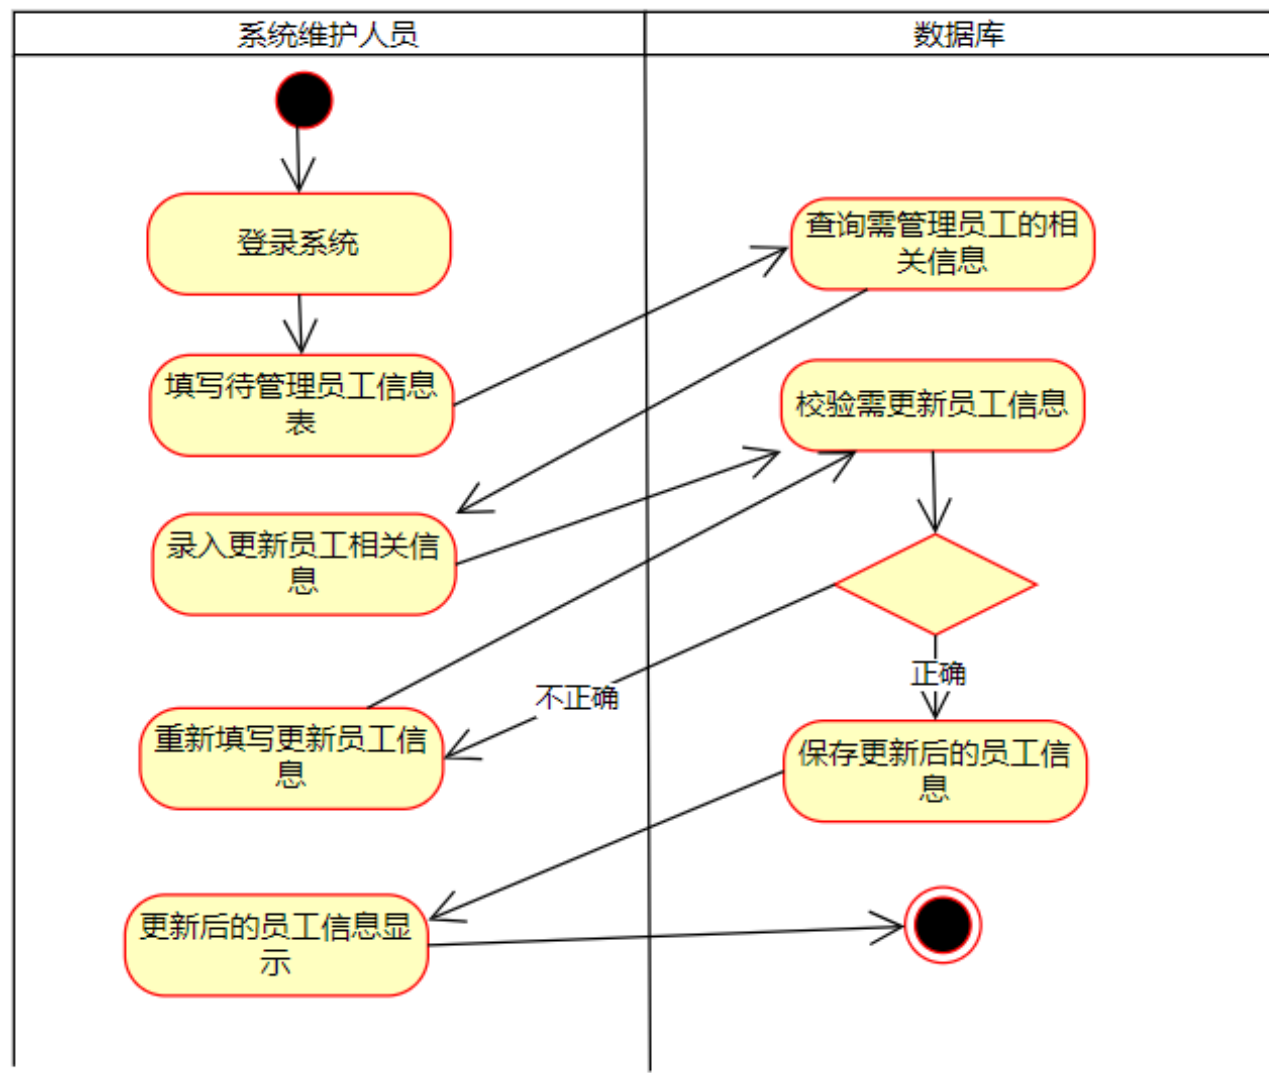 系统维护人员
数据库
登录系统
查询需管理员工的相
关信息
填写待管理员工信息
表
校验需更新员工信息
录入更新员工相关信
息
不正确
正确
重新填写更新员工信
息
保存更新后的员工信
息
更新后的员工信息显
示